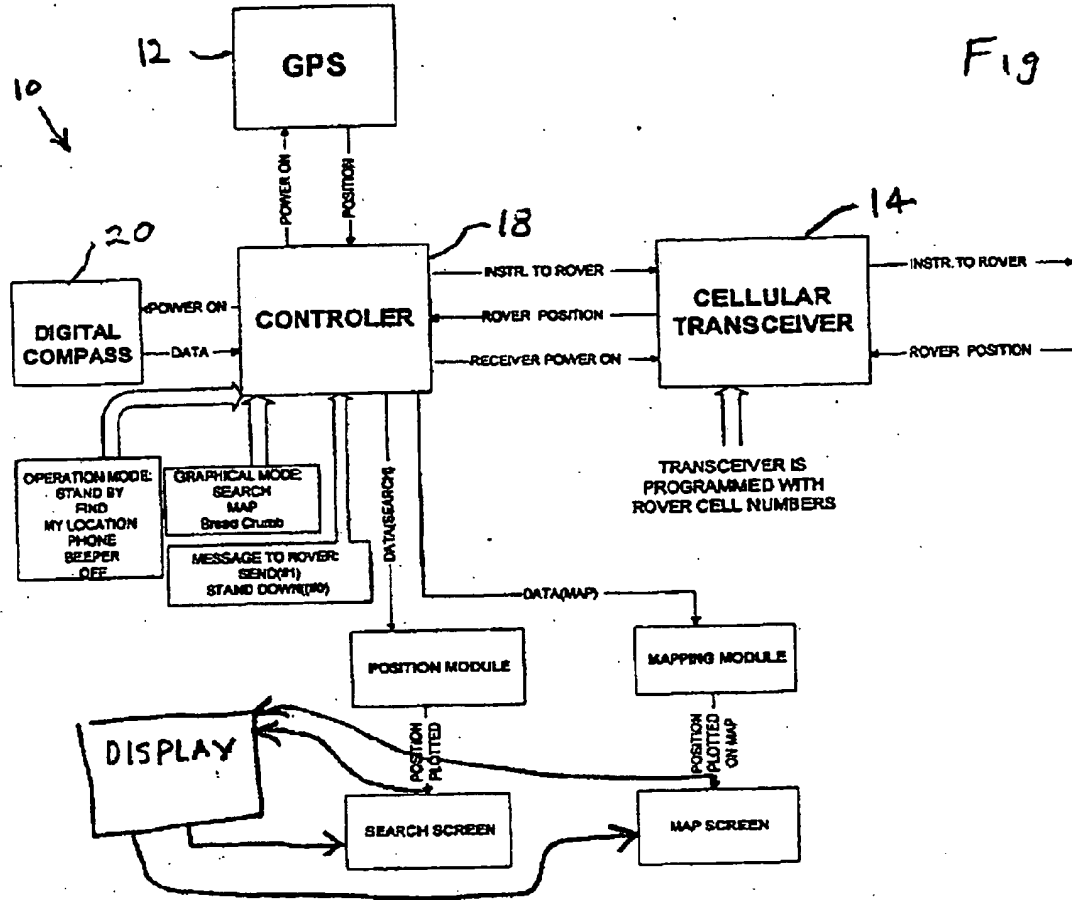 Fig
12
GPS
10
POWER ON
POSITION
20
18
14
DIGITAL
COMPASS
POWER ON
DATA
CONTROLER
INSTR. TO ROVER
ROVER POSITION
RECEIVER POWER ON
CELLULAR
TRANSCEIVER
INSTR. TO ROVER
ROVER POSITION
OPERATION MODE:
STAND BY
FIND
MY LOCATION
PHONE
BEEPER
OFF
GRAPHICAL MODE:
SEARCH
MAP
Bread Crumb
MESSAGE TO ROVER:
SEND(#1)
STAND DOWN((#0)
TRANSCEIVER IS
PROGRAMMED WITH
ROVER CELL NUMBERS
DATA(SEARCH)
DATA(MAP)
POSITION MODULE
MAPPING MODULE
POSITION
PLOTTED
POSITION
PLOTTED
ON MAP
DISPLAY
SEARCH SCREEN
MAP SCREEN